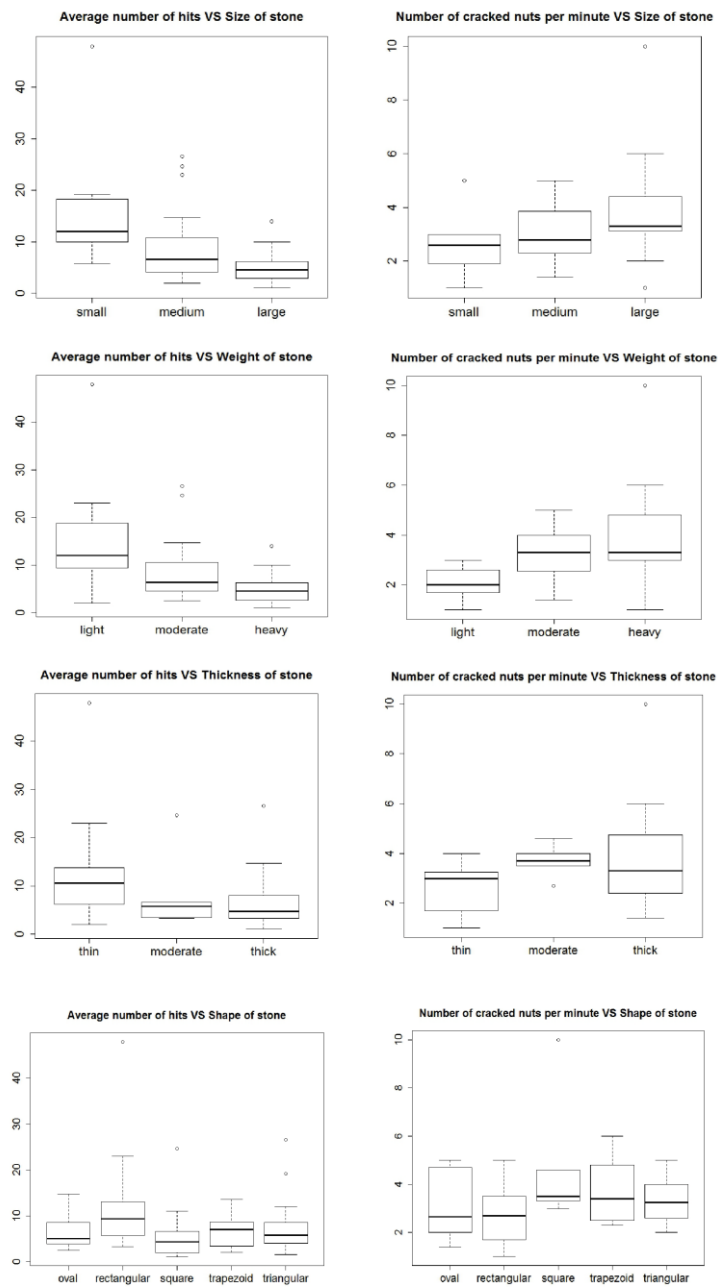 Average number of hits VS Size of stone
40
30
20
10
0
small medium large
Number of cracked nuts per minute VS Size of stone
10
8
6
4
2
small medium large
Average number of hits VS Weight of stone
40
30
20
10
0
light moderate heavy
Number of cracked nuts per minute VS Weight of stone
10
8
6
4
2
light moderate heavy
Average number of hits VS Thickness of stone
40
30
20
10
0
thin moderate thick
Number of cracked nuts per minute VS Thickness of stone
10
8
6
4
2
thin moderate thick
Average number of hits VS Shape of stone
40
30
20
10
0
oval rectangular square trapezoid triangular
Number of cracked nuts per minute VS Shape of stone
10
8
6
4
2
oval rectangular square trapezoid triangular